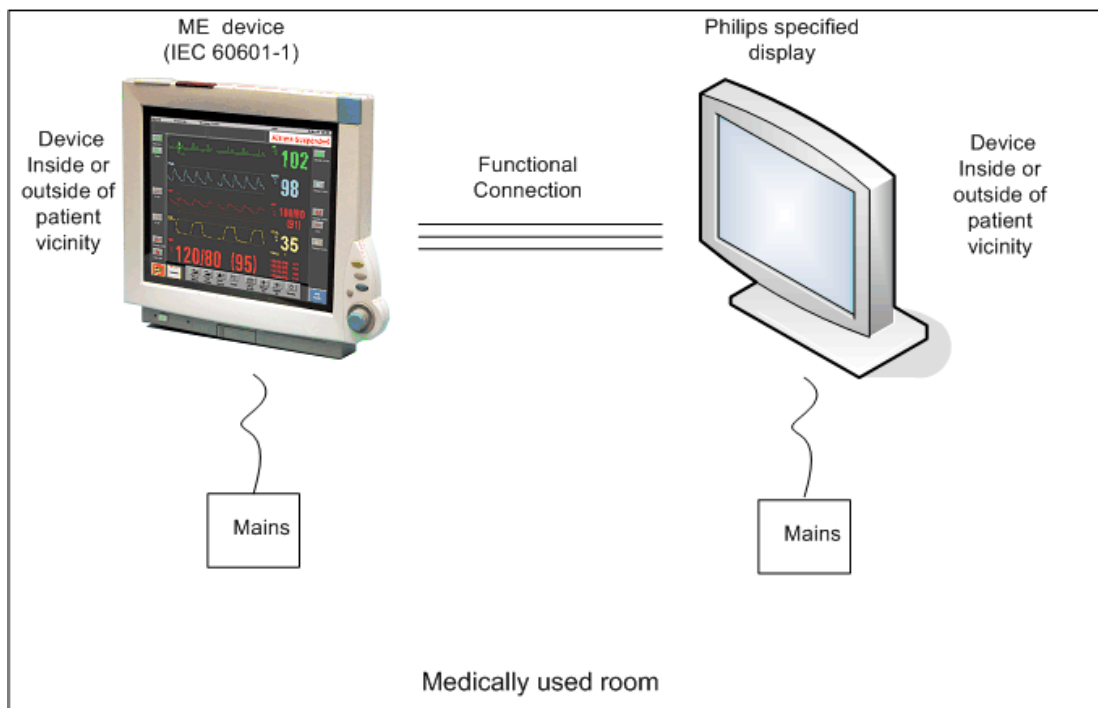 ME device
(IEC 60601-1)
Philips specified
display
Device
Inside or
outside of
patient
vicinity
102
98
35
120/80 (95)
Functional
Connection
Device
Inside or
outside of
patient
vicinity
Mains
Mains
Medically used room